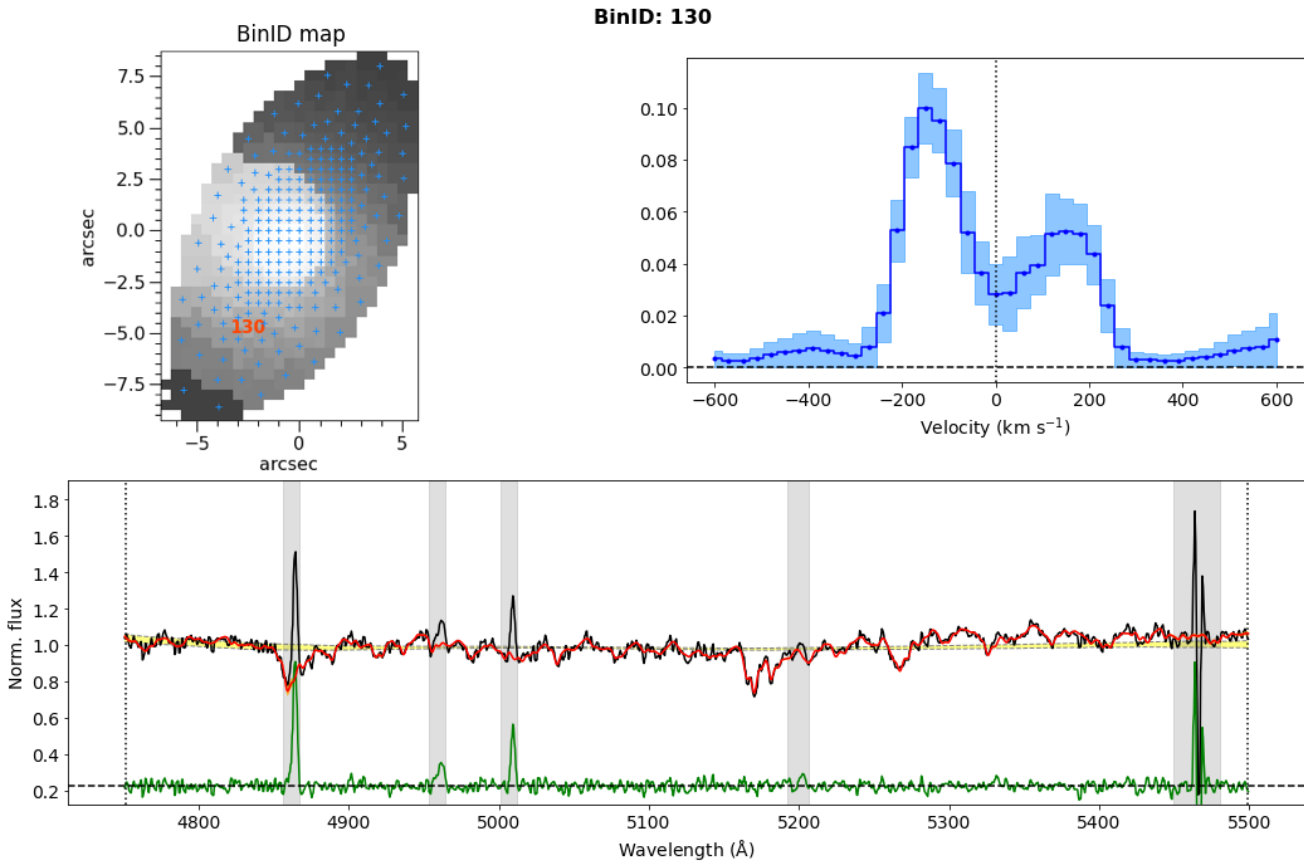 BinID: 130
BinID map
7.5
5.0
2.5
0.0
−2.5
−5.0
−7.5
arcsec
130
−5 0 5
arcsec
0.10
0.08
0.06
0.04
0.02
0.00
−600 −400 −200 0 200 400 600
Velocity (km s⁻¹)
1.8
1.6
1.4
1.2
1.0
0.8
0.6
0.4
0.2
Norm. flux
4800 4900 5000 5100 5200 5300 5400 5500
Wavelength (Å)